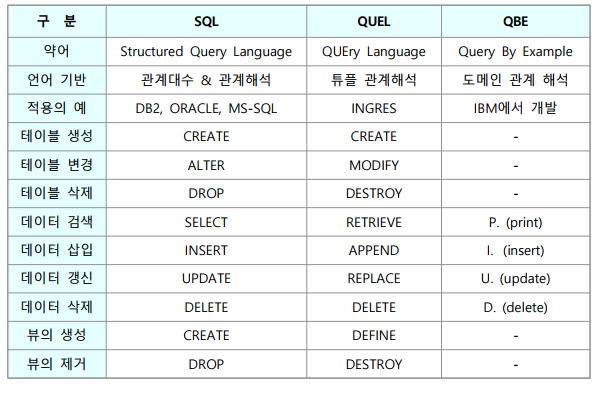 구 분 SQL QUEL QBE
약어 Structured Query Language QUEry Language Query By Example
언어 기반 관계대수 & 관계해석 튜플 관계해석 도메인 관계 해석
적용의 예 DB2, ORACLE, MS-SQL INGRES IBM에서 개발
테이블 생성 CREATE CREATE -
테이블 변경 ALTER MODIFY -
테이블 삭제 DROP DESTROY -
데이터 검색 SELECT RETRIEVE P. (print)
데이터 삽입 INSERT APPEND I. (insert)
데이터 갱신 UPDATE REPLACE U. (update)
데이터 삭제 DELETE DELETE D. (delete)
뷰의 생성 CREATE DEFINE -
뷰의 제거 DROP DESTROY -